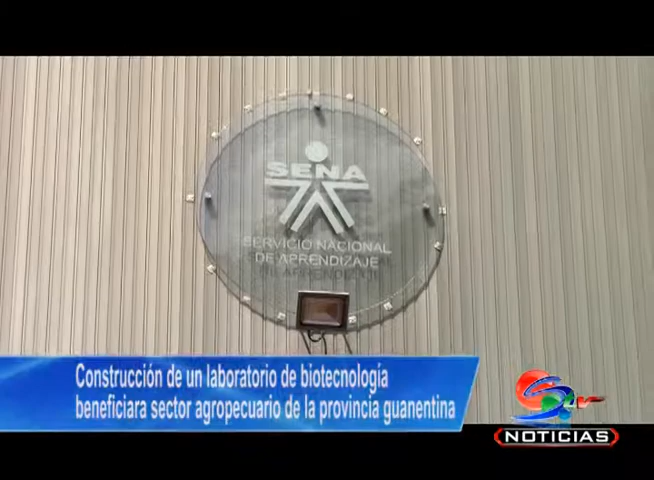 SENA
SERVICIO NACIONAL
DE APRENDIZAJE
Construcción de un laboratorio de biotecnología
beneficiara sector agropecuario de la provincia guanentina
NOTICIAS